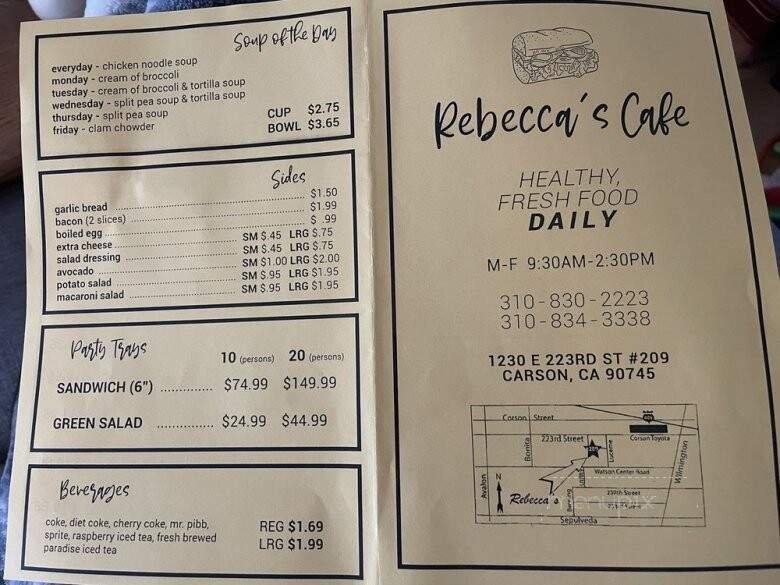 Soup of the Day
everyday - chicken noodle soup
monday - cream of broccoli
tuesday - cream of broccoli & tortilla soup
wednesday - split pea soup & tortilla soup
thursday - split pea soup
friday - clam chowder
CUP $2.75
BOWL $3.65
Sides
garlic bread $1.50
bacon (2 slices) $1.99
boiled egg $ .99
extra cheese SM $.45 LRG $.75
salad dressing SM $.45 LRG $.75
avocado SM $1.00 LRG $2.00
potato salad SM $.95 LRG $1.95
macaroni salad SM $.95 LRG $1.95
Party Trays
10 (persons) 20 (persons)
SANDWICH (6") $74.99 $149.99
GREEN SALAD $24.99 $44.99
Beverages
coke, diet coke, cherry coke, mr. pibb,
sprite, raspberry iced tea, fresh brewed
paradise iced tea
REG $1.69
LRG $1.99
Rebecca's Cafe
HEALTHY,
FRESH FOOD
DAILY
M-F 9:30AM-2:30PM
310-830-2223
310-834-3338
1230 E 223RD ST #209
CARSON, CA 90745
Corson Street
223rd Street
Corson Toyota
Bonita
Lucerne
Wilmington
Avalon
N
Watson Center Road
Rebecca's
Sepulveda